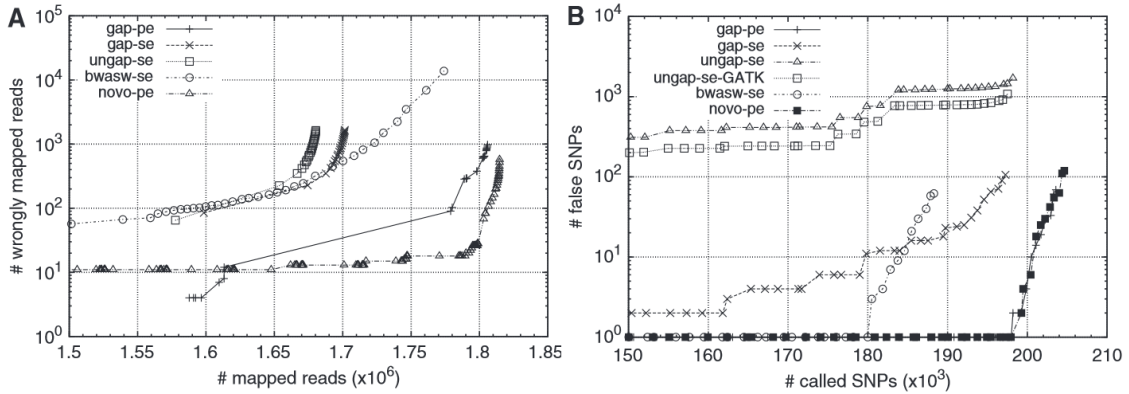 A
gap-pe
gap-se
ungap-se
bwasw-se
novo-pe
# wrongly mapped reads
10^5
10^4
10^3
10^2
10^1
10^0
1.5 1.55 1.6 1.65 1.7 1.75 1.8 1.85
# mapped reads (x10^6)
B
gap-pe
gap-se
ungap-se
ungap-se-GATK
bwasw-se
novo-pe
# false SNPs
10^4
10^3
10^2
10^1
10^0
150 160 170 180 190 200 210
# called SNPs (x10^3)